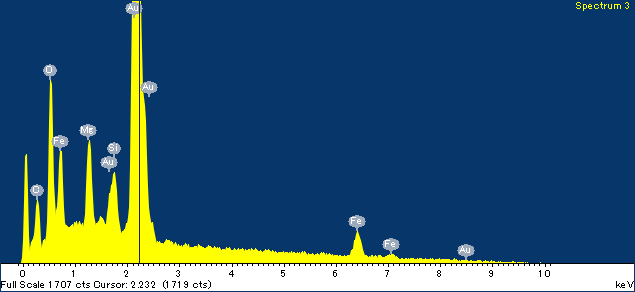 Spectrum 3
Au
O
Au
Mg
Fe
Si
Au
C
Fe
Fe
Au
0 1 2 3 4 5 6 7 8 9 10
Full Scale 1707 cts Cursor: 2.232 (1719 cts) keV